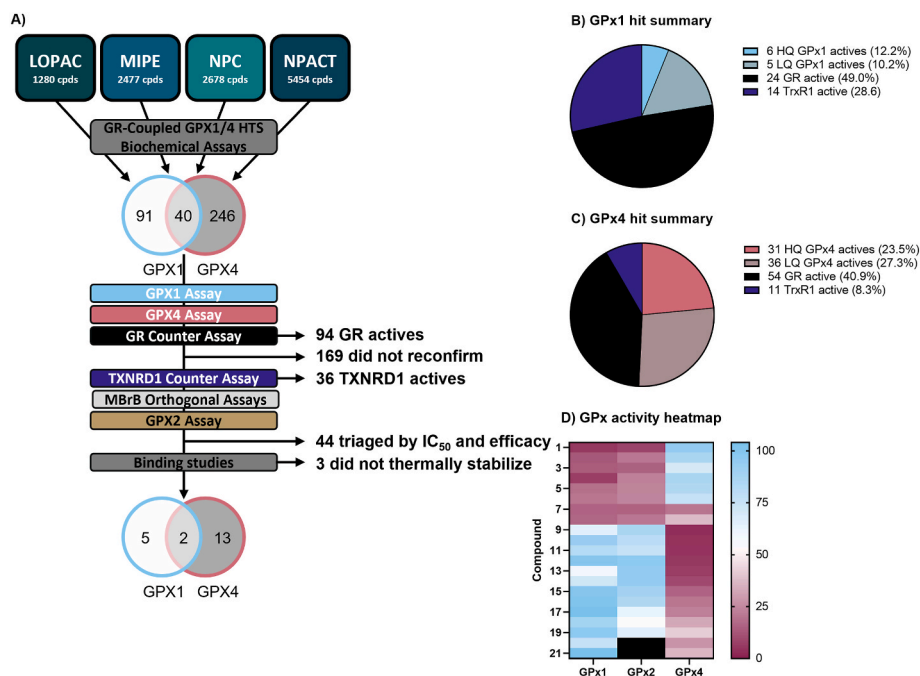 A)
LOPAC
1280 cpds
MIPE
2477 cpds
NPC
2678 cpds
NPACT
5454 cpds
GR-Coupled GPX1/4 HTS
Biochemical Assays
91
40
246
GPX1
GPX4
GPX1 Assay
GPX4 Assay
GR Counter Assay
94 GR actives
169 did not reconfirm
TXNRD1 Counter Assay
36 TXNRD1 actives
MBrB Orthogonal Assays
GPX2 Assay
44 triaged by IC50 and efficacy
Binding studies
3 did not thermally stabilize
5
2
13
GPX1
GPX4
B) GPx1 hit summary
6 HQ GPx1 actives (12.2%)
5 LQ GPx1 actives (10.2%)
24 GR active (49.0%)
14 TrxR1 active (28.6)
C) GPx4 hit summary
31 HQ GPx4 actives (23.5%)
36 LQ GPx4 actives (27.3%)
54 GR active (40.9%)
11 TrxR1 active (8.3%)
D) GPx activity heatmap
Compound
1
3
5
7
9
11
13
15
17
19
21
GPx1
GPx2
GPx4
100
75
50
25
0